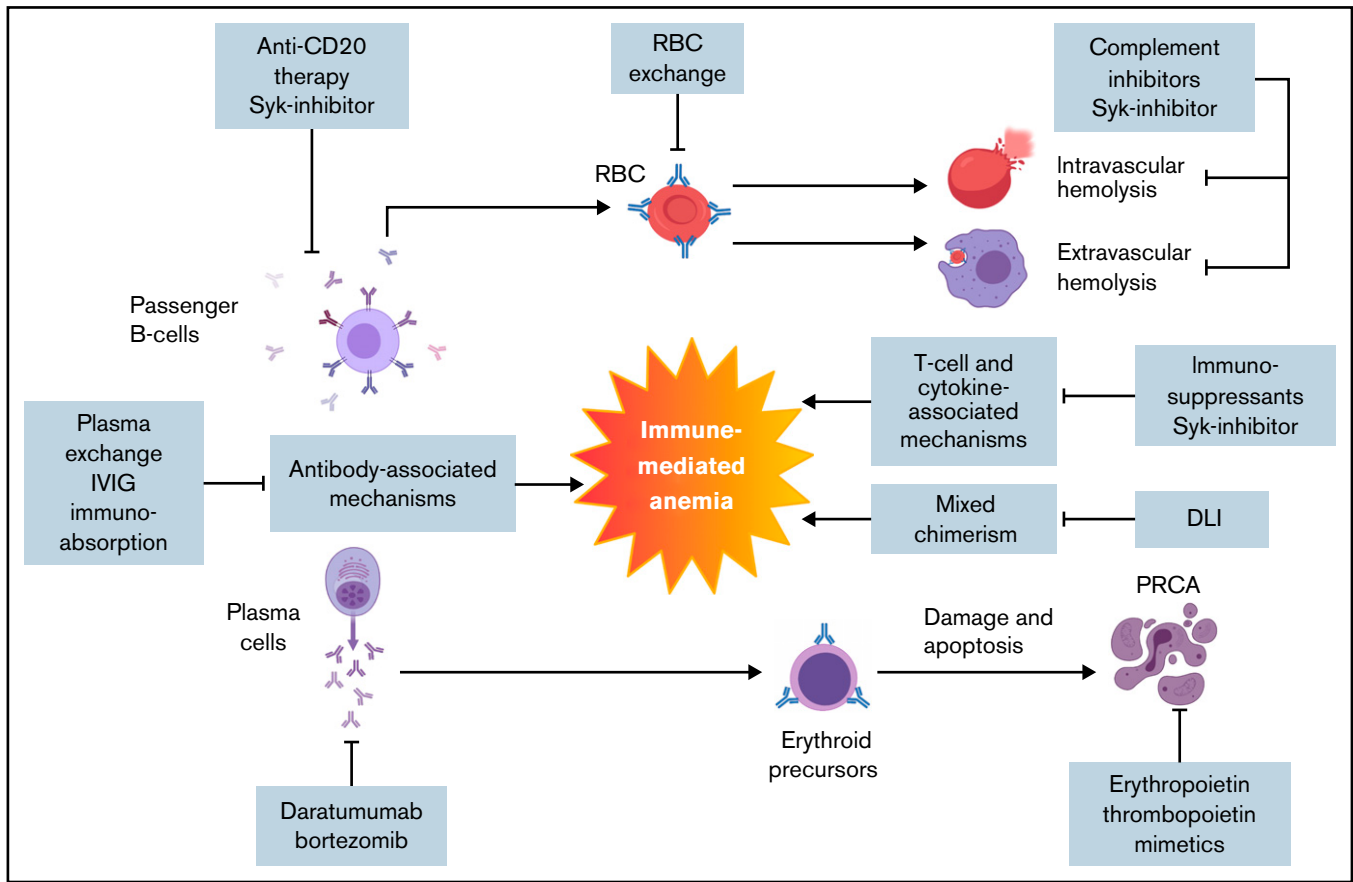 Anti-CD20
therapy
Syk-inhibitor
RBC
exchange
Complement
inhibitors
Syk-inhibitor
RBC
Intravascular
hemolysis
Extravascular
hemolysis
Passenger
B-cells
Plasma
exchange
IVIG
immuno-
absorption
Antibody-associated
mechanisms
Immune-
mediated
anemia
T-cell and
cytokine-
associated
mechanisms
Immuno-
suppressants
Syk-inhibitor
Mixed
chimerism
DLI
Plasma
cells
Erythroid
precursors
Damage and
apoptosis
PRCA
Daratumumab
bortezomib
Erythropoietin
thrombopoietin
mimetics